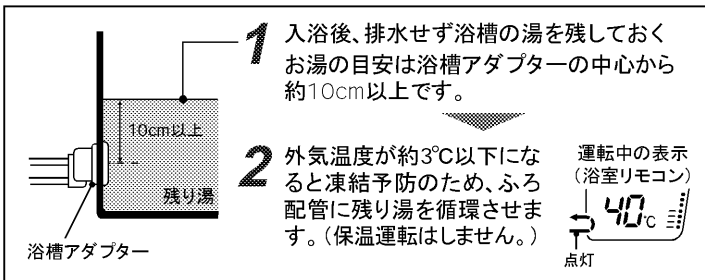 1 入浴後、排水せず浴槽の湯を残しておく
お湯の目安は浴槽アダプターの中心から
約10cm以上です。
10cm以上
残り湯
浴槽アダプター
2 外気温度が約3℃以下にな
ると凍結予防のため、ふろ
配管に残り湯を循環させま
す。（保温運転はしません。）
運転中の表示
（浴室リモコン）
40℃
点灯